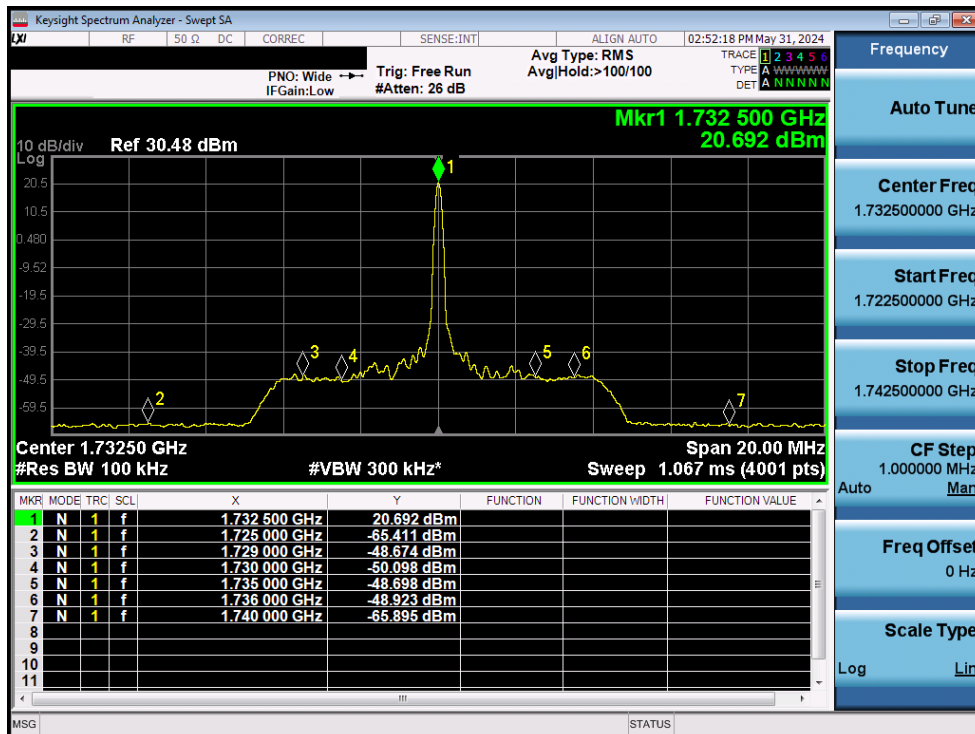 Keysight Spectrum Analyzer - Swept SA
LXI RF 50 Ω DC CORREC SENSE:INT ALIGN AUTO 02:52:18 PM May 31, 2024
Frequency
Avg Type: RMS TRACE 1 2 3 4 5 6
PNO: Wide Trig: Free Run Avg|Hold:>100/100 TYPE A WWWWW
IFGain:Low #Atten: 26 dB DET A N N N N N
Auto Tune
Mkr1 1.732 500 GHz
20.692 dBm
10 dB/div Ref 30.48 dBm
Log
1
20.5
10.5
0.480
-9.52
-19.5
-29.5
-39.5
-49.5
-59.5
3 4 5 6
2 7
Center 1.73250 GHz Span 20.00 MHz
#Res BW 100 kHz #VBW 300 kHz* Sweep 1.067 ms (4001 pts)
Center Freq
1.732500000 GHz
Start Freq
1.722500000 GHz
Stop Freq
1.742500000 GHz
CF Step
1.000000 MHz
Auto Man
Freq Offset
0 Hz
Scale Type
Log Lin
MKR MODE TRC SCL X Y FUNCTION FUNCTION WIDTH FUNCTION VALUE
1 N 1 f 1.732 500 GHz 20.692 dBm
2 N 1 f 1.725 000 GHz -65.411 dBm
3 N 1 f 1.729 000 GHz -48.674 dBm
4 N 1 f 1.730 000 GHz -50.098 dBm
5 N 1 f 1.735 000 GHz -48.698 dBm
6 N 1 f 1.736 000 GHz -48.923 dBm
7 N 1 f 1.740 000 GHz -65.895 dBm
8
9
10
11
MSG STATUS